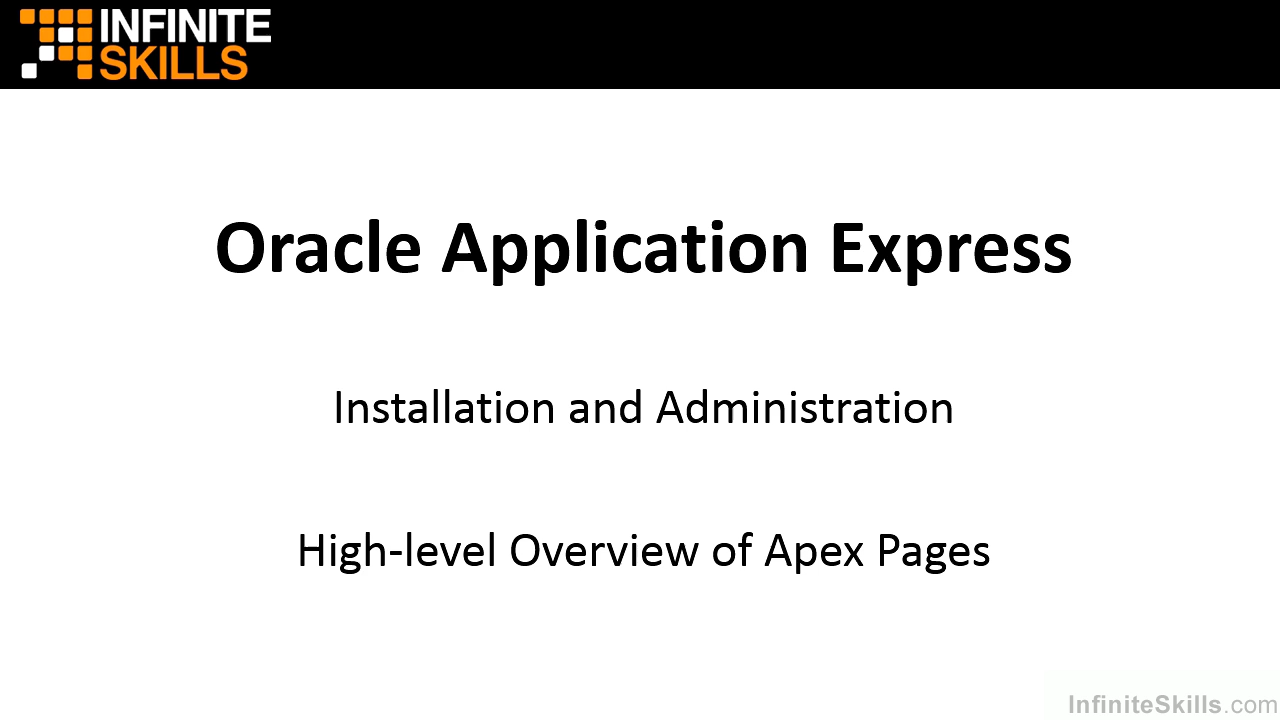 INFINITE
SKILLS
Oracle Application Express
Installation and Administration
High-level Overview of Apex Pages
InfiniteSkills.com